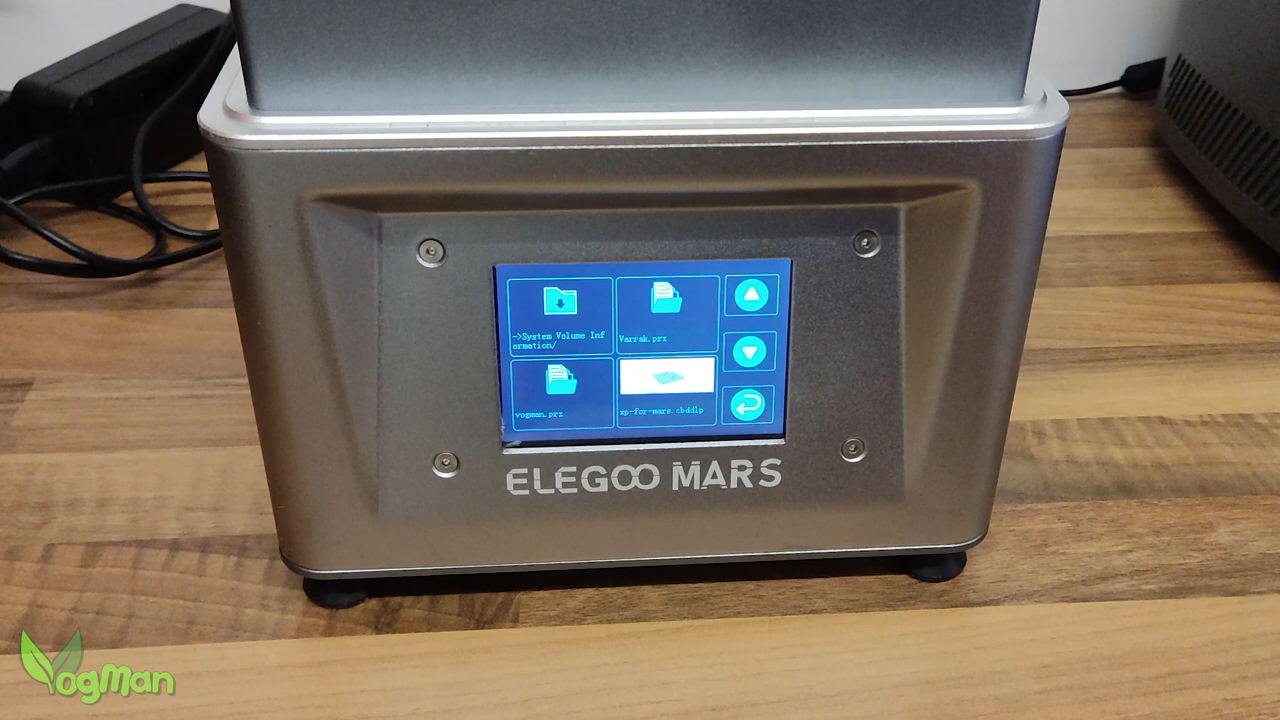 ->System Volume Inf
ormation/
Varrak.prz
vogman.prz
xp-for-mars.cbddlp
ELEGOO MARS
VogMan